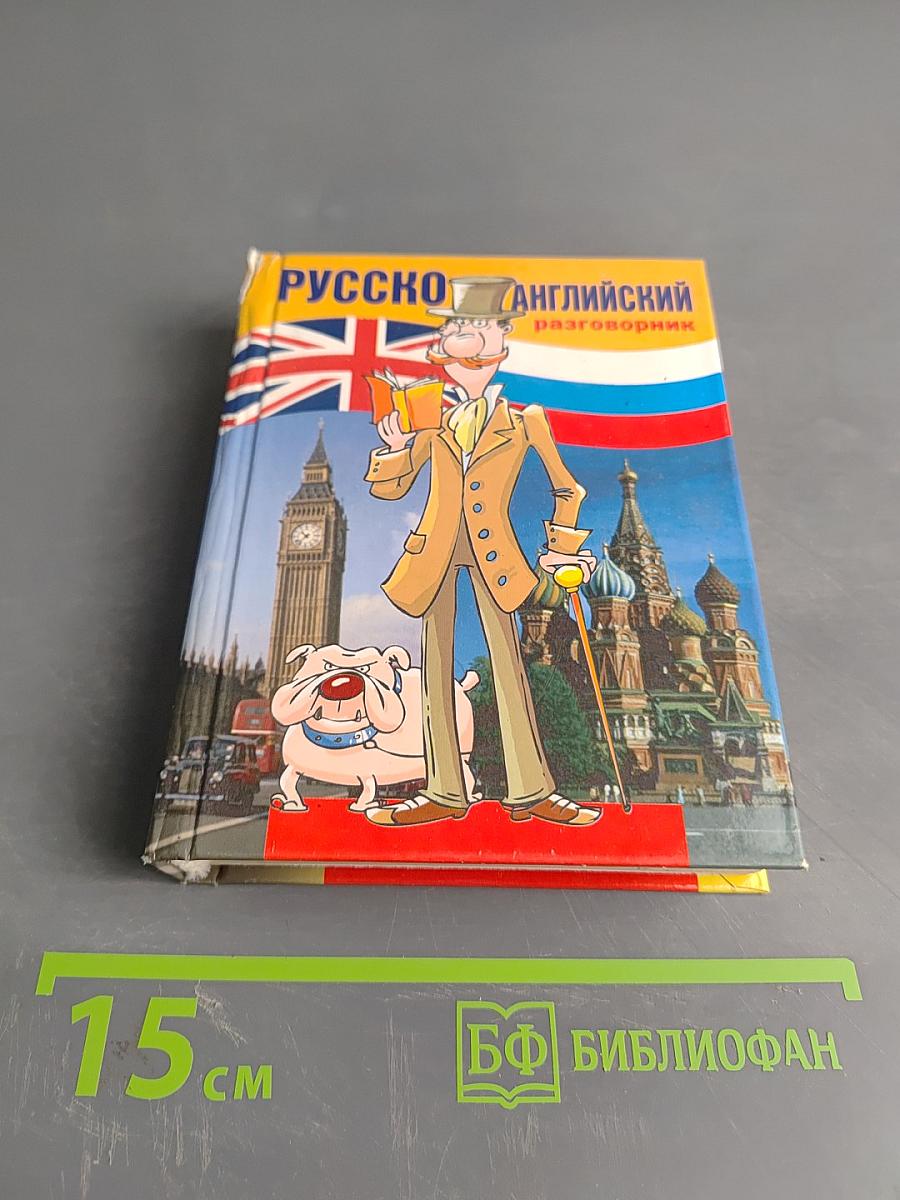 РУССКО АНГЛИЙСКИЙ
разговорник
15 см
БФ БИБЛИОФАН